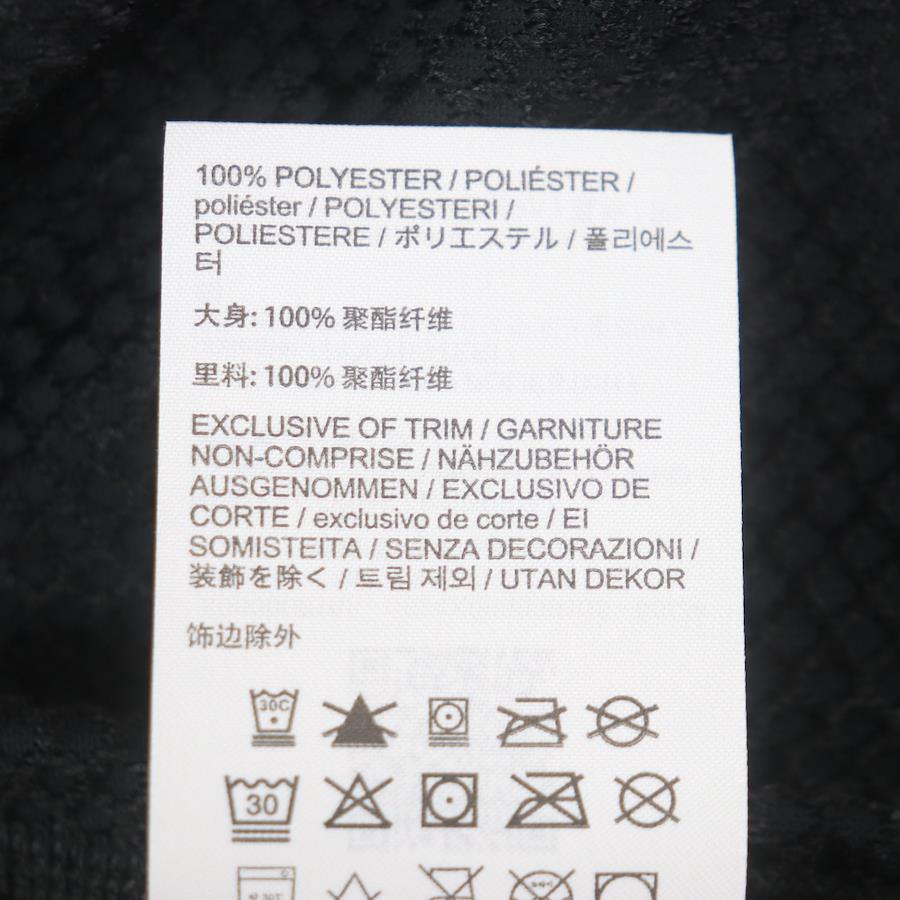 100% POLYESTER / POLIÉSTER /
poliéster / POLYESTERI /
POLIESTERE / ポリエステル / 폴리에스
터
大身: 100% 聚酯纤维
里料: 100% 聚酯纤维
EXCLUSIVE OF TRIM / GARNITURE
NON-COMPRISE / NÄHZUBEHÖR
AUSGENOMMEN / EXCLUSIVO DE
CORTE / exclusivo de corte / EI
SOMISTEITA / SENZA DECORAZIONI /
装飾を除く / 트림 제외 / UTAN DEKOR
饰边除外
30C
30